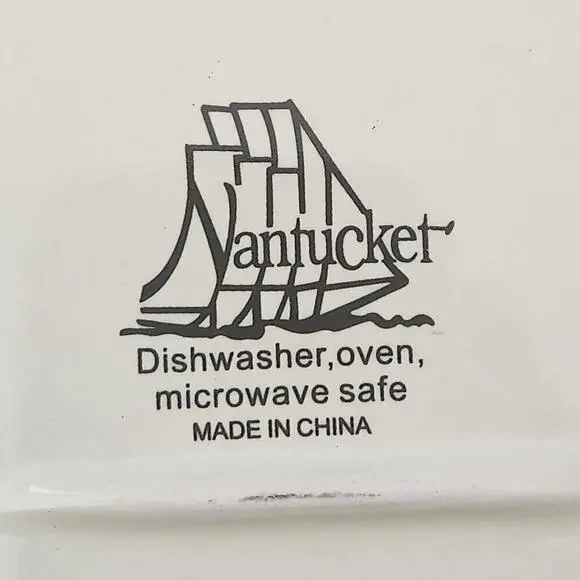 Nantucket
Dishwasher,oven,
microwave safe
MADE IN CHINA